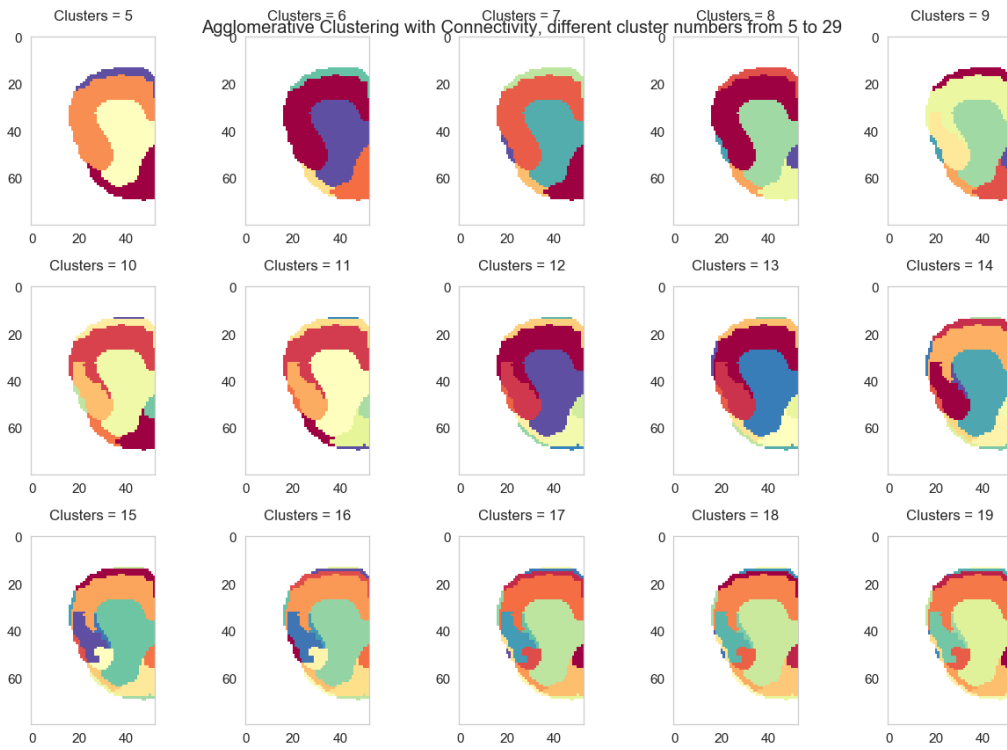 Agglomerative Clustering with Connectivity, different cluster numbers from 5 to 29
Clusters = 5 Clusters = 6 Clusters = 7 Clusters = 8 Clusters = 9
0 0 0 0 0
20 20 20 20 20
40 40 40 40 40
60 60 60 60 60
0 20 40 0 20 40 0 20 40 0 20 40 0 20 40
Clusters = 10 Clusters = 11 Clusters = 12 Clusters = 13 Clusters = 14
0 0 0 0 0
20 20 20 20 20
40 40 40 40 40
60 60 60 60 60
0 20 40 0 20 40 0 20 40 0 20 40 0 20 40
Clusters = 15 Clusters = 16 Clusters = 17 Clusters = 18 Clusters = 19
0 0 0 0 0
20 20 20 20 20
40 40 40 40 40
60 60 60 60 60
0 20 40 0 20 40 0 20 40 0 20 40 0 20 40